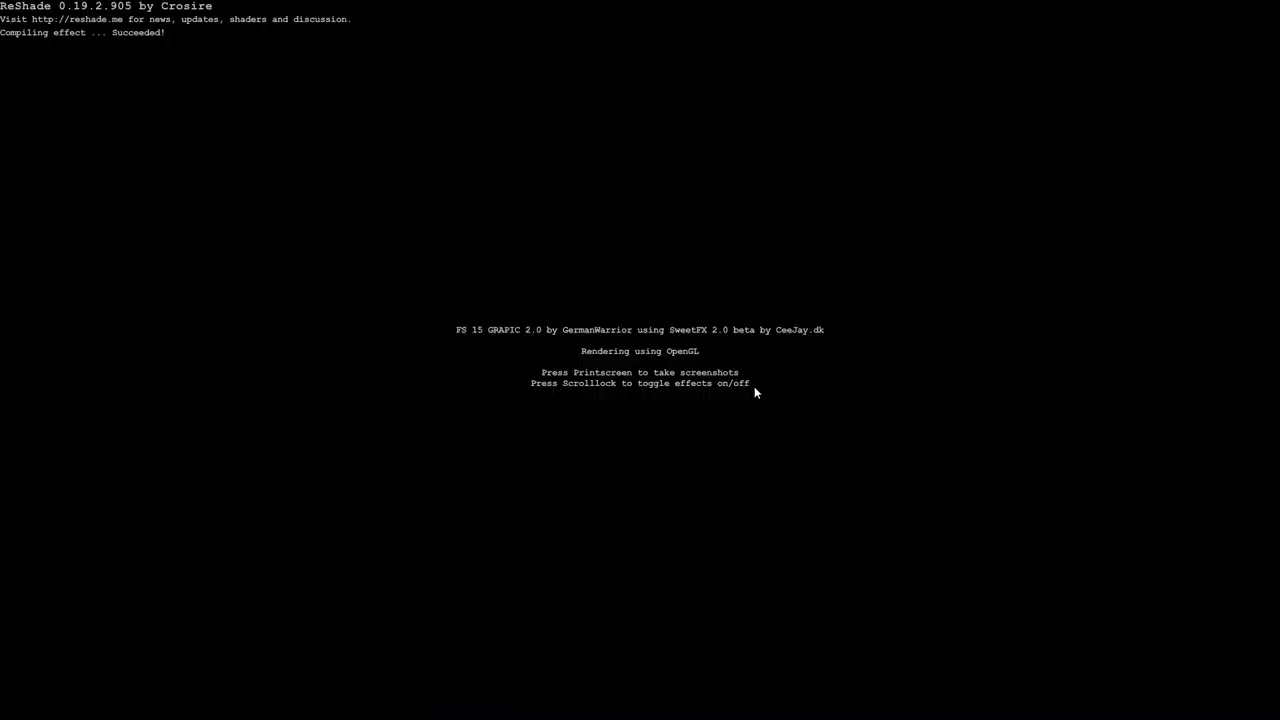 ReShade 0.19.2.905 by Crosire
Visit http://reshade.me for news, updates, shaders and discussion.
Compiling effect ... Succeeded!
FS 15 GRAPIC 2.0 by GermanWarrior using SweetFX 2.0 beta by CeeJay.dk
Rendering using OpenGL
Press Printscreen to take screenshots
Press Scrolllock to toggle effects on/off